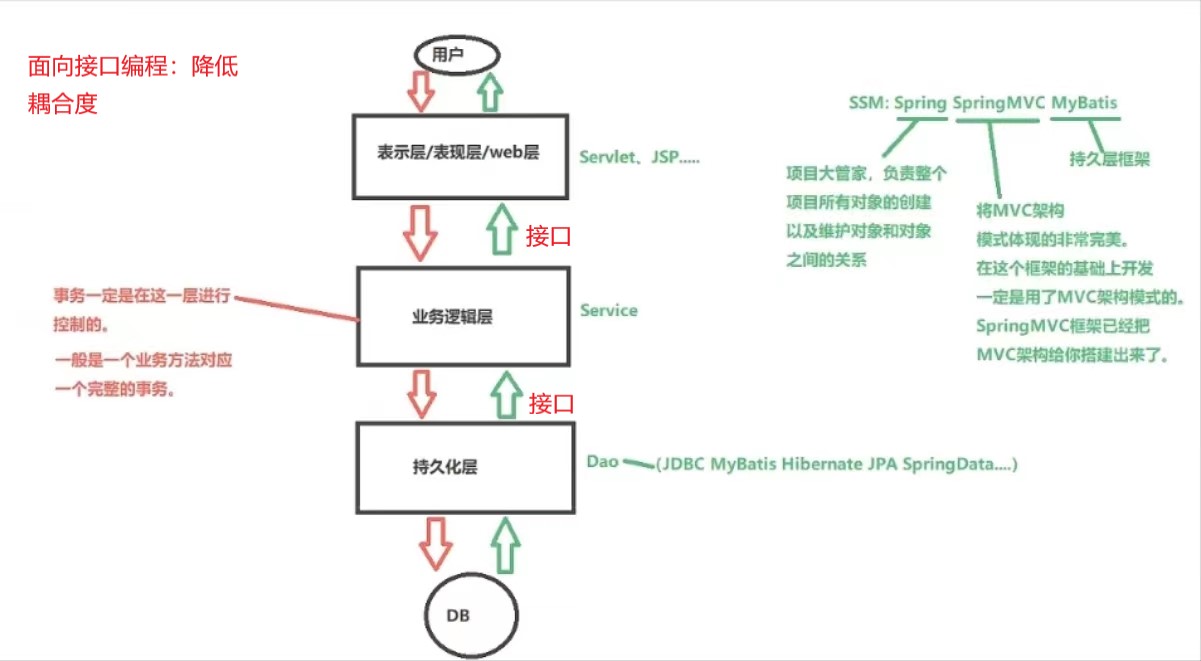 面向接口编程：降低
耦合度
用户
表示层/表现层/web层
Servlet、JSP.....
接口
事务一定是在这一层进行
控制的。
一般是一个业务方法对应
一个完整的事务。
业务逻辑层
Service
接口
持久化层
Dao
(JDBC MyBatis Hibernate JPA SpringData....)
DB
SSM: Spring SpringMVC MyBatis
项目大管家，负责整个
项目所有对象的创建
以及维护对象和对象
之间的关系
将MVC架构
模式体现的非常完美。
在这个框架的基础上开发
一定是用了MVC架构模式的。
SpringMVC框架已经把
MVC架构给你搭建出来了。
持久层框架